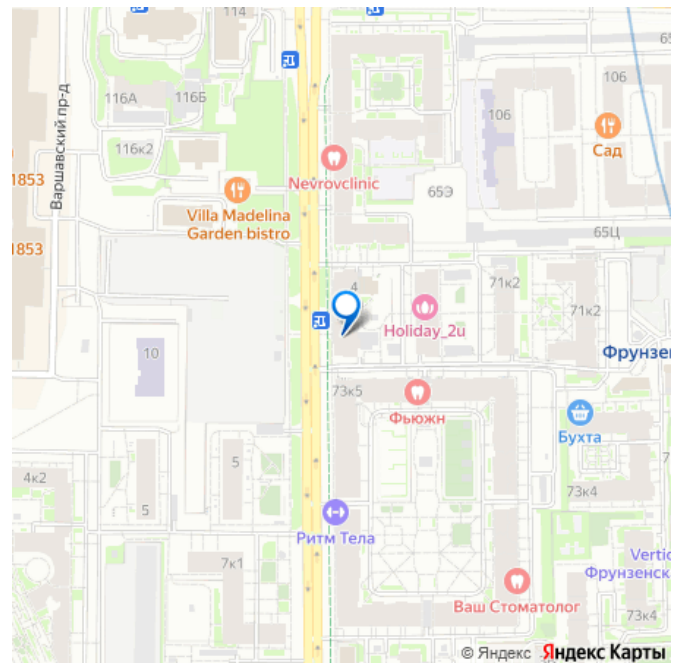 114
65
116А
116Б
106
106
116к2
Сад
Варшавский пр-д
1853
Nevrovclinic
65Э
Villa Madelina
Garden bistro
65Ц
1853
4
71к2
71к2
Holiday_2u
10
Фрунзе
73к5
Фьюжн
Бухта
4к2
5
5
73к4
Ритм Тела
7к1
Vertic
Фрунзенск
Ваш Стоматолог
73к4
© Яндекс Яндекс Карты